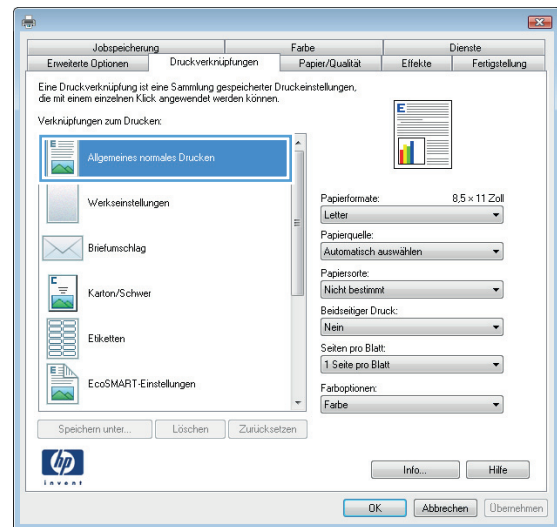 Jobspeicherung
Farbe
Dienste
Erweiterte Optionen
Druckverknüpfungen
Papier/Qualität
Effekte
Fertigstellung
Eine Druckverknüpfung ist eine Sammlung gespeicherter Druckeinstellungen,
die mit einem einzelnen Klick angewendet werden können.
Verknüpfungen zum Drucken:
Allgemeines normales Drucken
Werkseinstellungen
Briefumschlag
Karton/Schwer
Etiketten
EcoSMART-Einstellungen
Speichern unter...
Löschen
Zurücksetzen
E
Papierformate:
8,5 × 11 Zoll
Letter
Papierquelle:
Automatisch auswählen
Papiersorte:
Nicht bestimmt
Beidseitiger Druck:
Nein
Seiten pro Blatt:
1 Seite pro Blatt
Farboptionen:
Farbe
hp
invent
Info...
Hilfe
OK
Abbrechen
Übernehmen